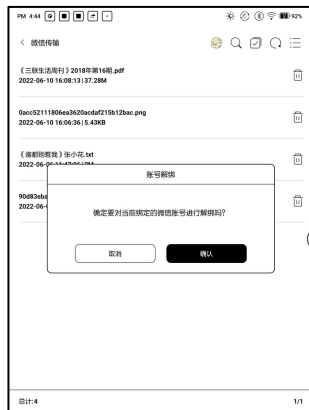 PM 4:44
92%
微信传输
《三联生活周刊》2018年第16期.pdf
2022-06-10 16:08:13 | 37.28M
0acc52111806ea3620acdaf215b12bac.png
2022-06-10 16:06:36 | 5.43KB
《谁都别惹我》张小花.txt
账号解绑
90d83eba
2022-06-
确定要对当前绑定的微信账号进行解绑吗?
取消
确认
总计:4
1/1